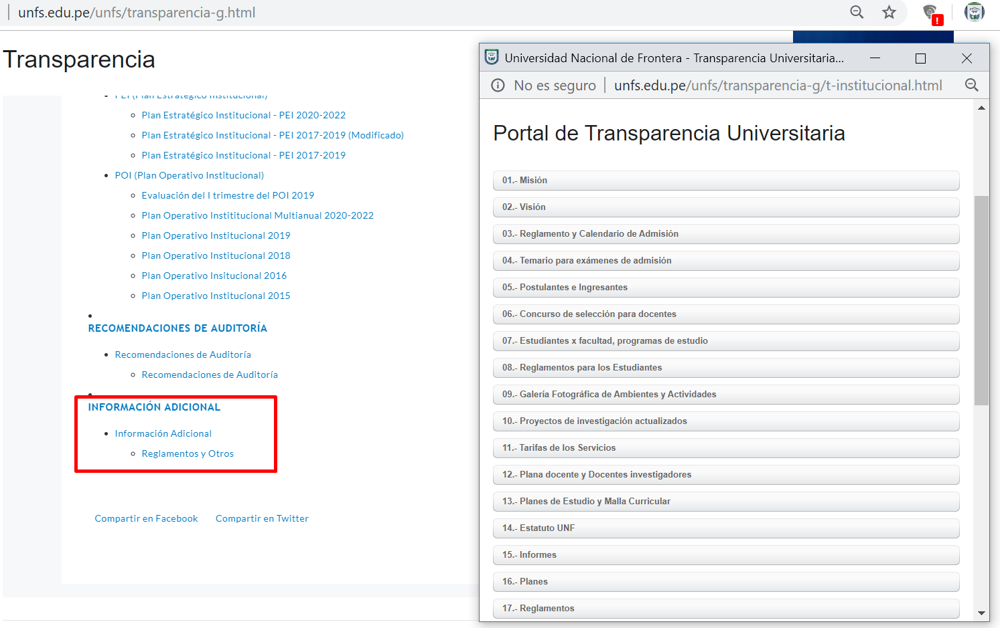 unfs.edu.pe/unfs/transparencia-g.html
Transparencia
PEI (Plan Estratégico Institucional)
Plan Estratégico Institucional - PEI 2020-2022
Plan Estratégico Institucional - PEI 2017-2019 (Modificado)
Plan Estratégico Institucional - PEI 2017-2019
POI (Plan Operativo Institucional)
Evaluación del I trimestre del POI 2019
Plan Operativo Instititucional Multianual 2020-2022
Plan Operativo Institucional 2019
Plan Operativo Institucional 2018
Plan Operativo Insitucional 2016
Plan Operativo Institucional 2015
RECOMENDACIONES DE AUDITORÍA
Recomendaciones de Auditoría
Recomendaciones de Auditoría
INFORMACIÓN ADICIONAL
Información Adicional
Reglamentos y Otros
Compartir en Facebook Compartir en Twitter
Universidad Nacional de Frontera - Transparencia Universitaria...
No es seguro | unfs.edu.pe/unfs/transparencia-g/t-institucional.html
Portal de Transparencia Universitaria
01.- Misión
02.- Visión
03.- Reglamento y Calendario de Admisión
04.- Temario para exámenes de admisión
05.- Postulantes e Ingresantes
06.- Concurso de selección para docentes
07.- Estudiantes x facultad, programas de estudio
08.- Reglamentos para los Estudiantes
09.- Galería Fotográfica de Ambientes y Actividades
10.- Proyectos de investigación actualizados
11.- Tarifas de los Servicios
12.- Plana docente y Docentes investigadores
13.- Planes de Estudio y Malla Curricular
14.- Estatuto UNF
15.- Informes
16.- Planes
17.- Reglamentos